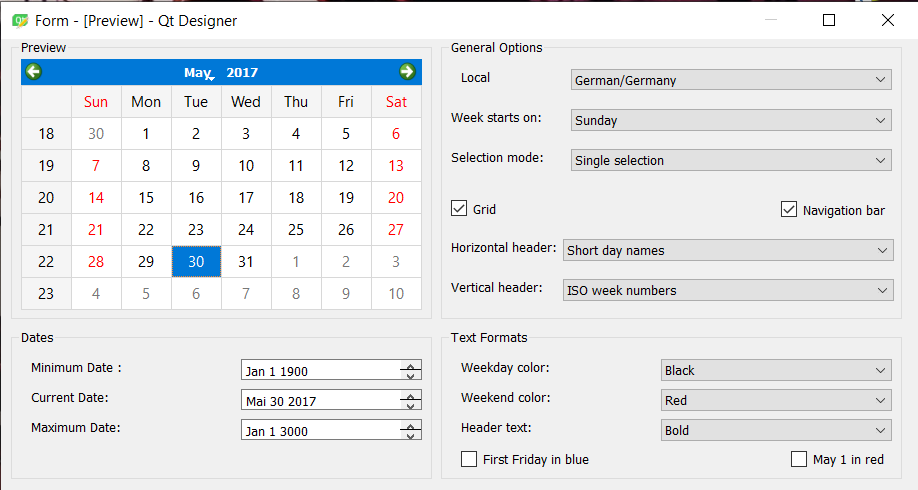 Form - [Preview] - Qt Designer
Preview
May 2017
Sun Mon Tue Wed Thu Fri Sat
18 30 1 2 3 4 5 6
19 7 8 9 10 11 12 13
20 14 15 16 17 18 19 20
21 21 22 23 24 25 26 27
22 28 29 30 31 1 2 3
23 4 5 6 7 8 9 10
General Options
Local German/Germany
Week starts on: Sunday
Selection mode: Single selection
Grid Navigation bar
Horizontal header: Short day names
Vertical header: ISO week numbers
Dates
Minimum Date : Jan 1 1900
Current Date: Mai 30 2017
Maximum Date: Jan 1 3000
Text Formats
Weekday color: Black
Weekend color: Red
Header text: Bold
First Friday in blue May 1 in red